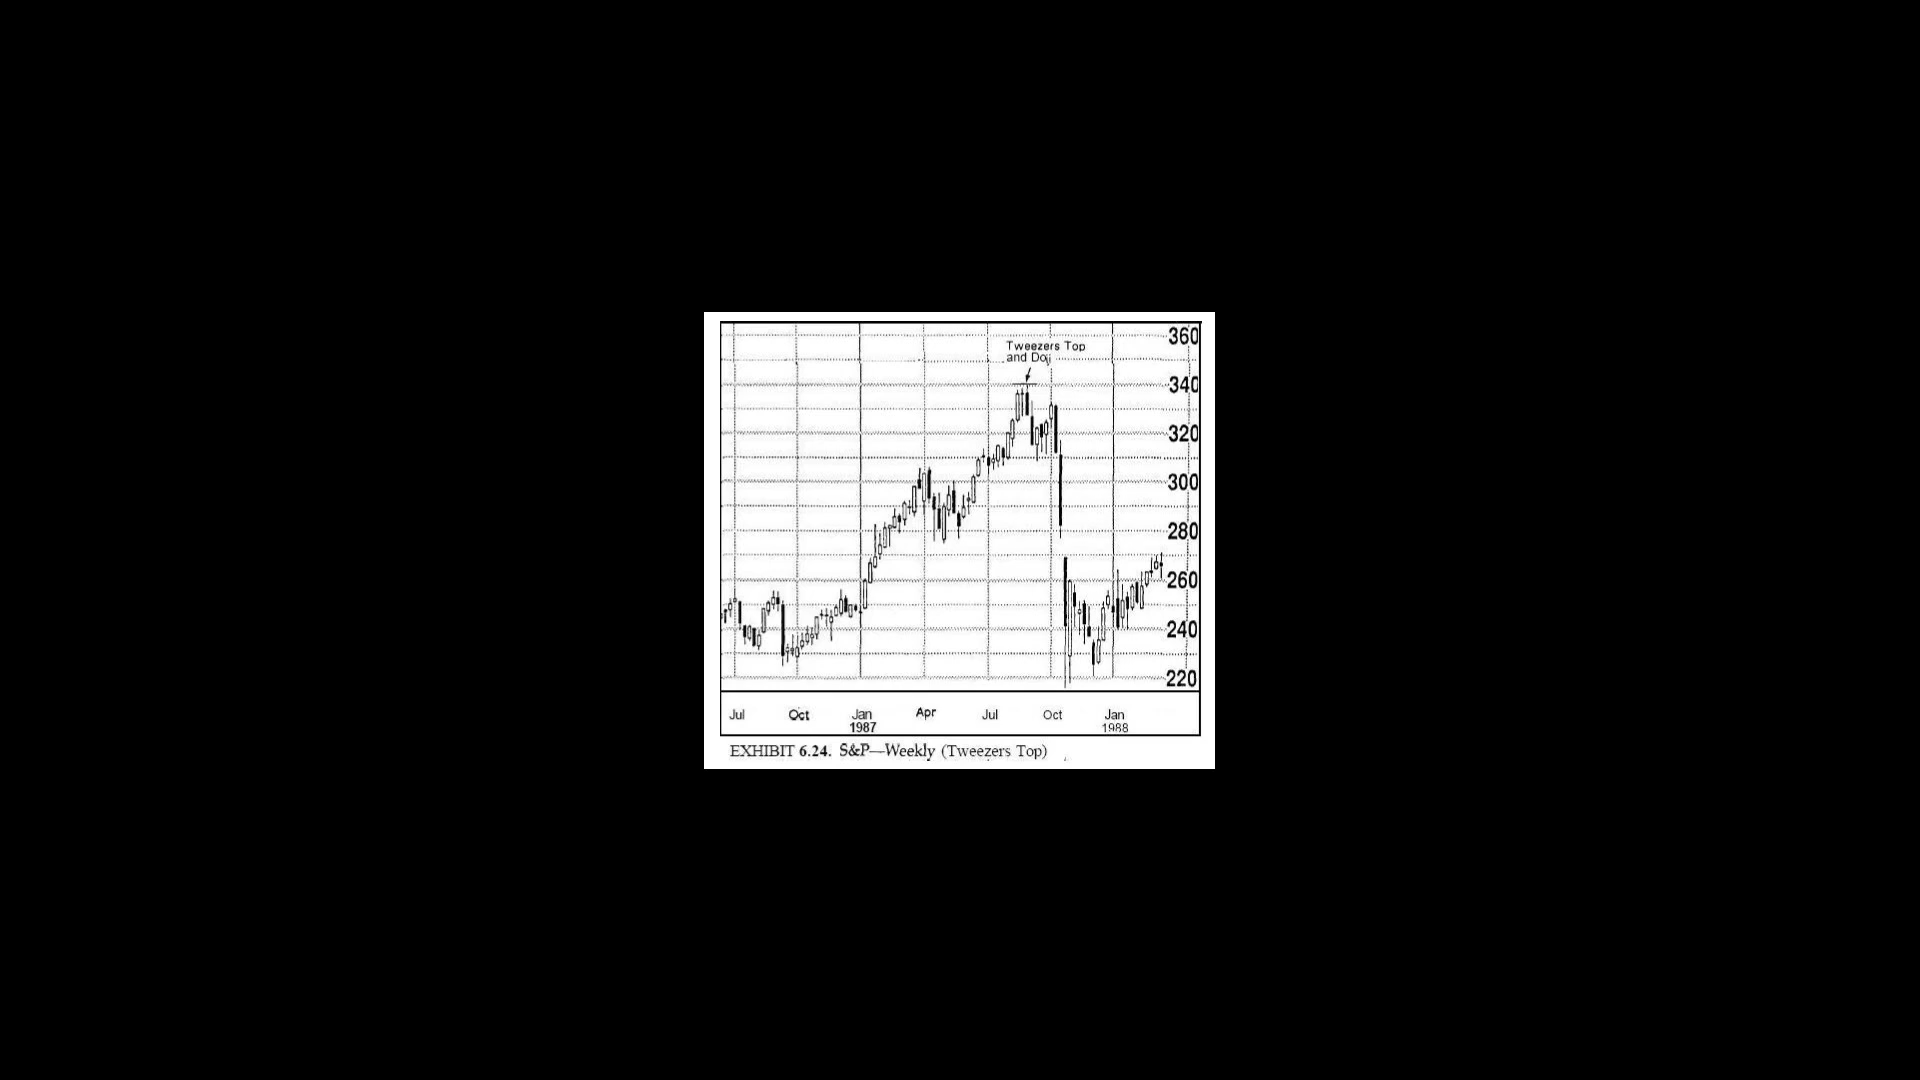 360
Tweezers Top
and Doji
340
320
300
280
260
240
220
Jul Oct Jan Apr Jul Oct Jan
1987 1988
EXHIBIT 6.24. S&P—Weekly (Tweezers Top)